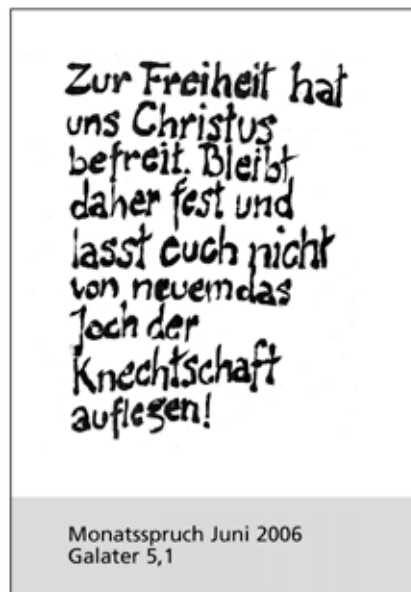 Zur Freiheit hat
uns Christus
befreit. Bleibt
daher fest und
lasst euch nicht
von neuem das
Joch der
Knechtschaft
auflegen!
Monatsspruch Juni 2006
Galater 5,1